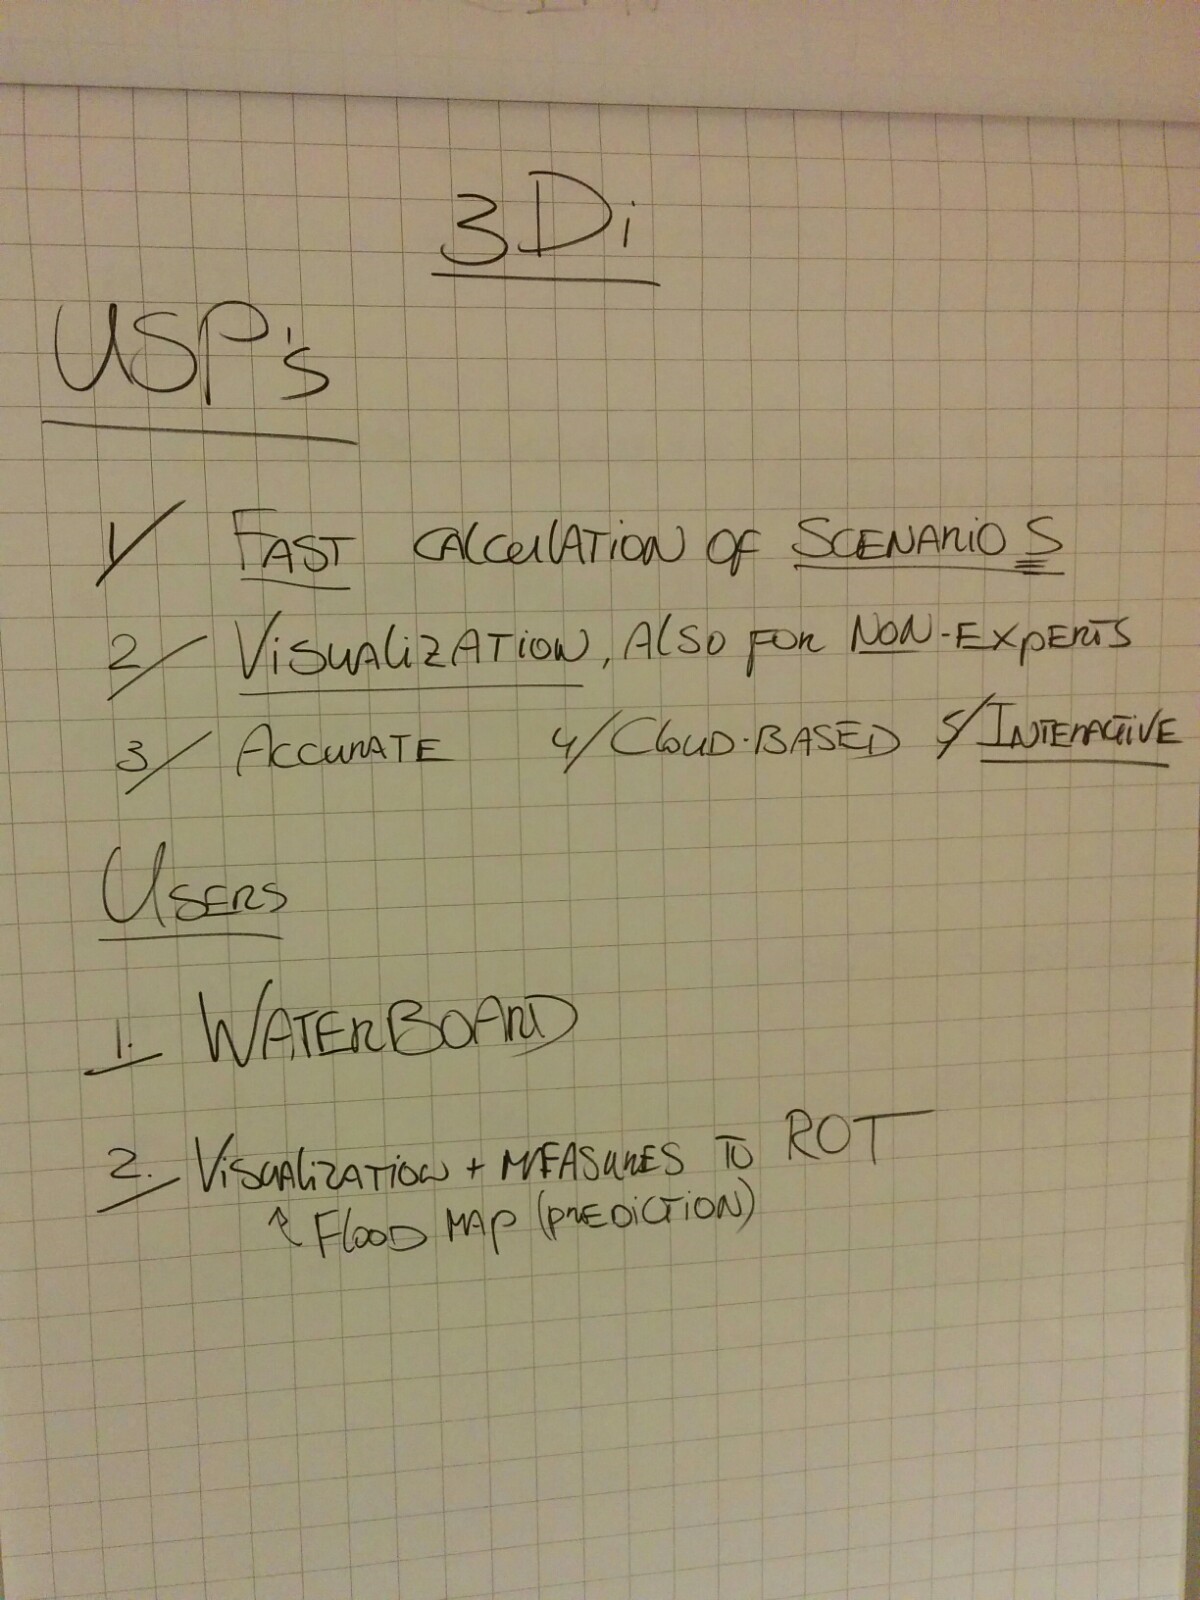 3Di
USP's
1/ FAST CALCULATION OF SCENARIOS
2/ VISUALIZATION, ALSO FOR NON-EXPERTS
3/ ACCURATE 4/ CLOUD-BASED 5/ INTERACTIVE
USERS
1. WATERBOARD
2. VISUALIZATION + MEASURES TO ROT
↑ FLOOD MAP (PREDICTION)